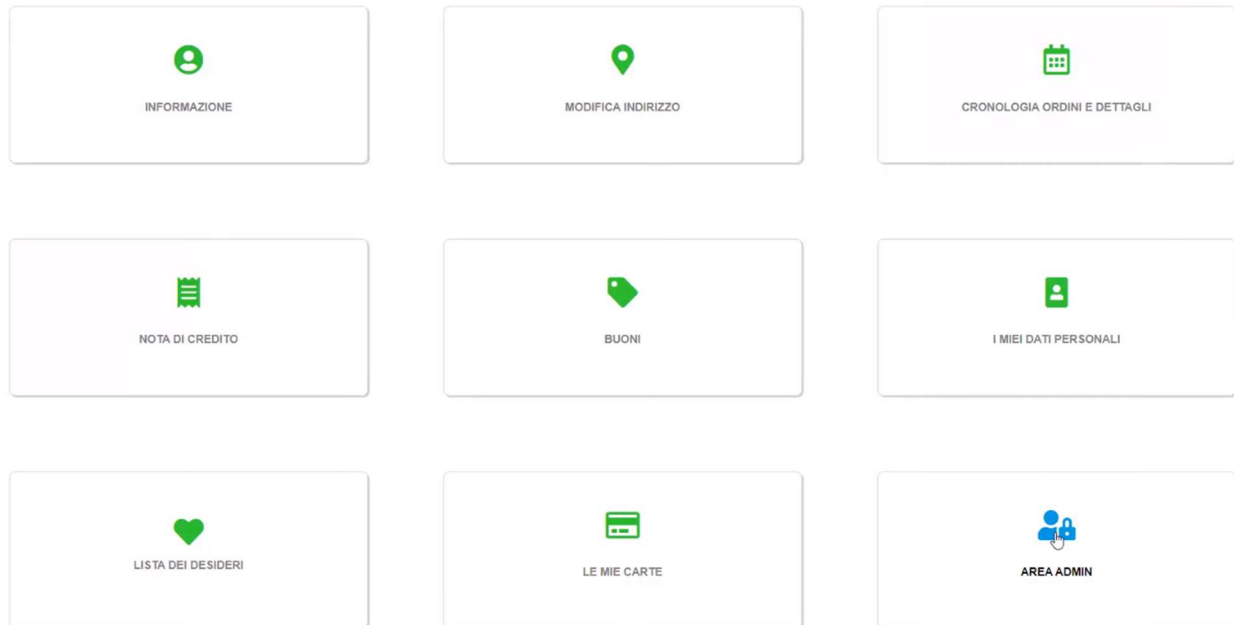 INFORMAZIONE
MODIFICA INDIRIZZO
CRONOLOGIA ORDINI E DETTAGLI
NOTA DI CREDITO
BUONI
I MIEI DATI PERSONALI
LISTA DEI DESIDERI
LE MIE CARTE
AREA ADMIN